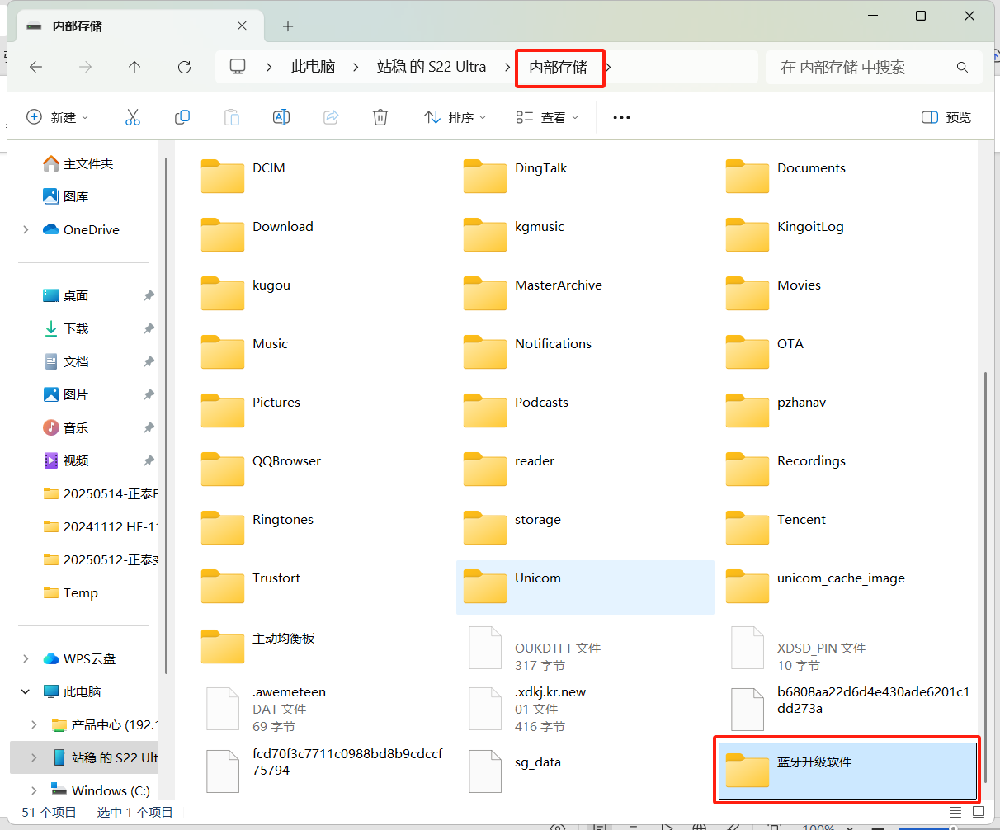 内部存储
此电脑
站稳 的 S22 Ultra
内部存储
在 内部存储 中搜索
新建
排序
查看
预览
主文件夹
图库
OneDrive
桌面
下载
文档
图片
音乐
视频
20250514-正泰
20241112 HE-1
20250512-正泰
Temp
WPS云盘
此电脑
产品中心 (192.
站稳 的 S22 Ult
Windows (C:)
DCIM
DingTalk
Documents
Download
kgmusic
KingoitLog
kugou
MasterArchive
Movies
Music
Notifications
OTA
Pictures
Podcasts
pzhanav
QQBrowser
reader
Recordings
Ringtones
storage
Tencent
Trusfort
Unicom
unicom_cache_image
主动均衡板
OUKDTFT 文件
317 字节
XDSD_PIN 文件
10 字节
.awemeteen
DAT 文件
69 字节
.xdkj.kr.new
01 文件
416 字节
b6808aa22d6d4e430ade6201c1
dd273a
fcd70f3c7711c0988bd8b9cdccf
75794
sg_data
蓝牙升级软件
51 个项目
选中 1 个项目
100%